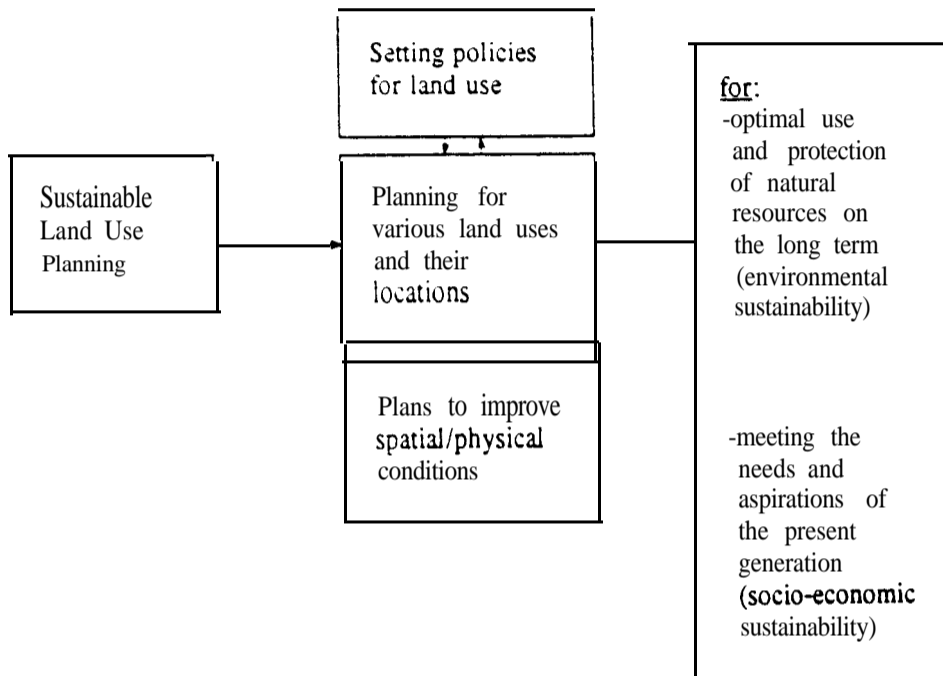 Setting policies
for land use
Sustainable
Land Use
Planning
Planning for
various land uses
and their
locations
Plans to improve
spatial/physical
conditions
for:
-optimal use
and protection
of natural
resources on
the long term
(environmental
sustainability)
-meeting the
needs and
aspirations of
the present
generation
(socio-economic
sustainability)